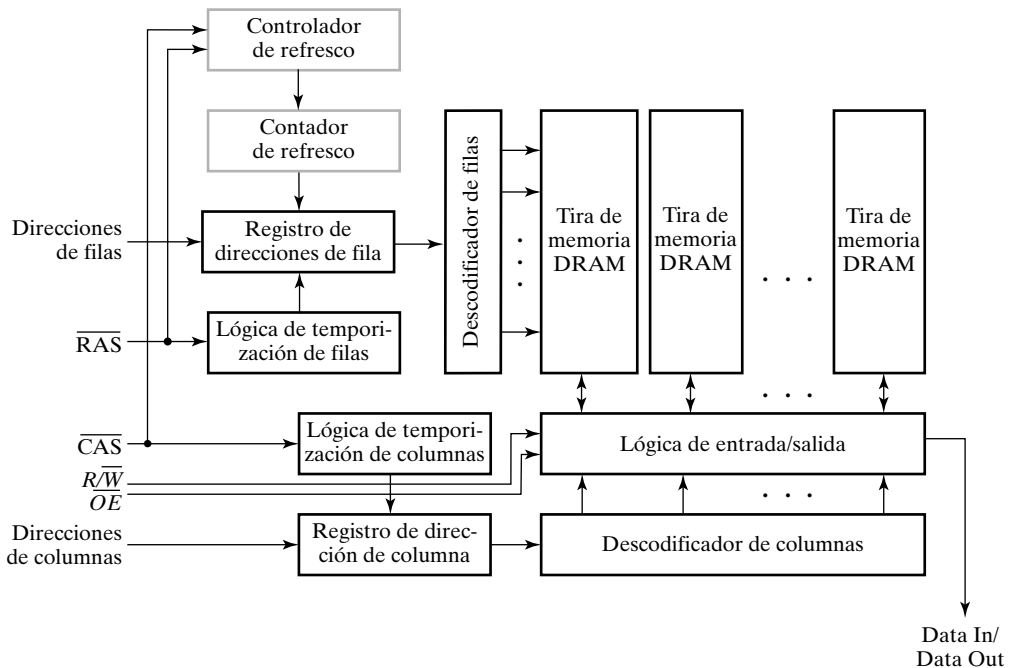 Controlador
de refresco
Contador
de refresco
Direcciones
de filas
Registro de
direcciones de fila
Descodificador de filas
Tira de
memoria
DRAM
Tira de
memoria
DRAM
. . .
Tira de
memoria
DRAM
RAS
Lógica de tempori-
zación de filas
. . .
CAS
Lógica de tempori-
zación de columnas
Lógica de entrada/salida
R/W
OE
. . .
Direcciones
de columnas
Registro de direc-
ción de columna
Descodificador de columnas
Data In/
Data Out